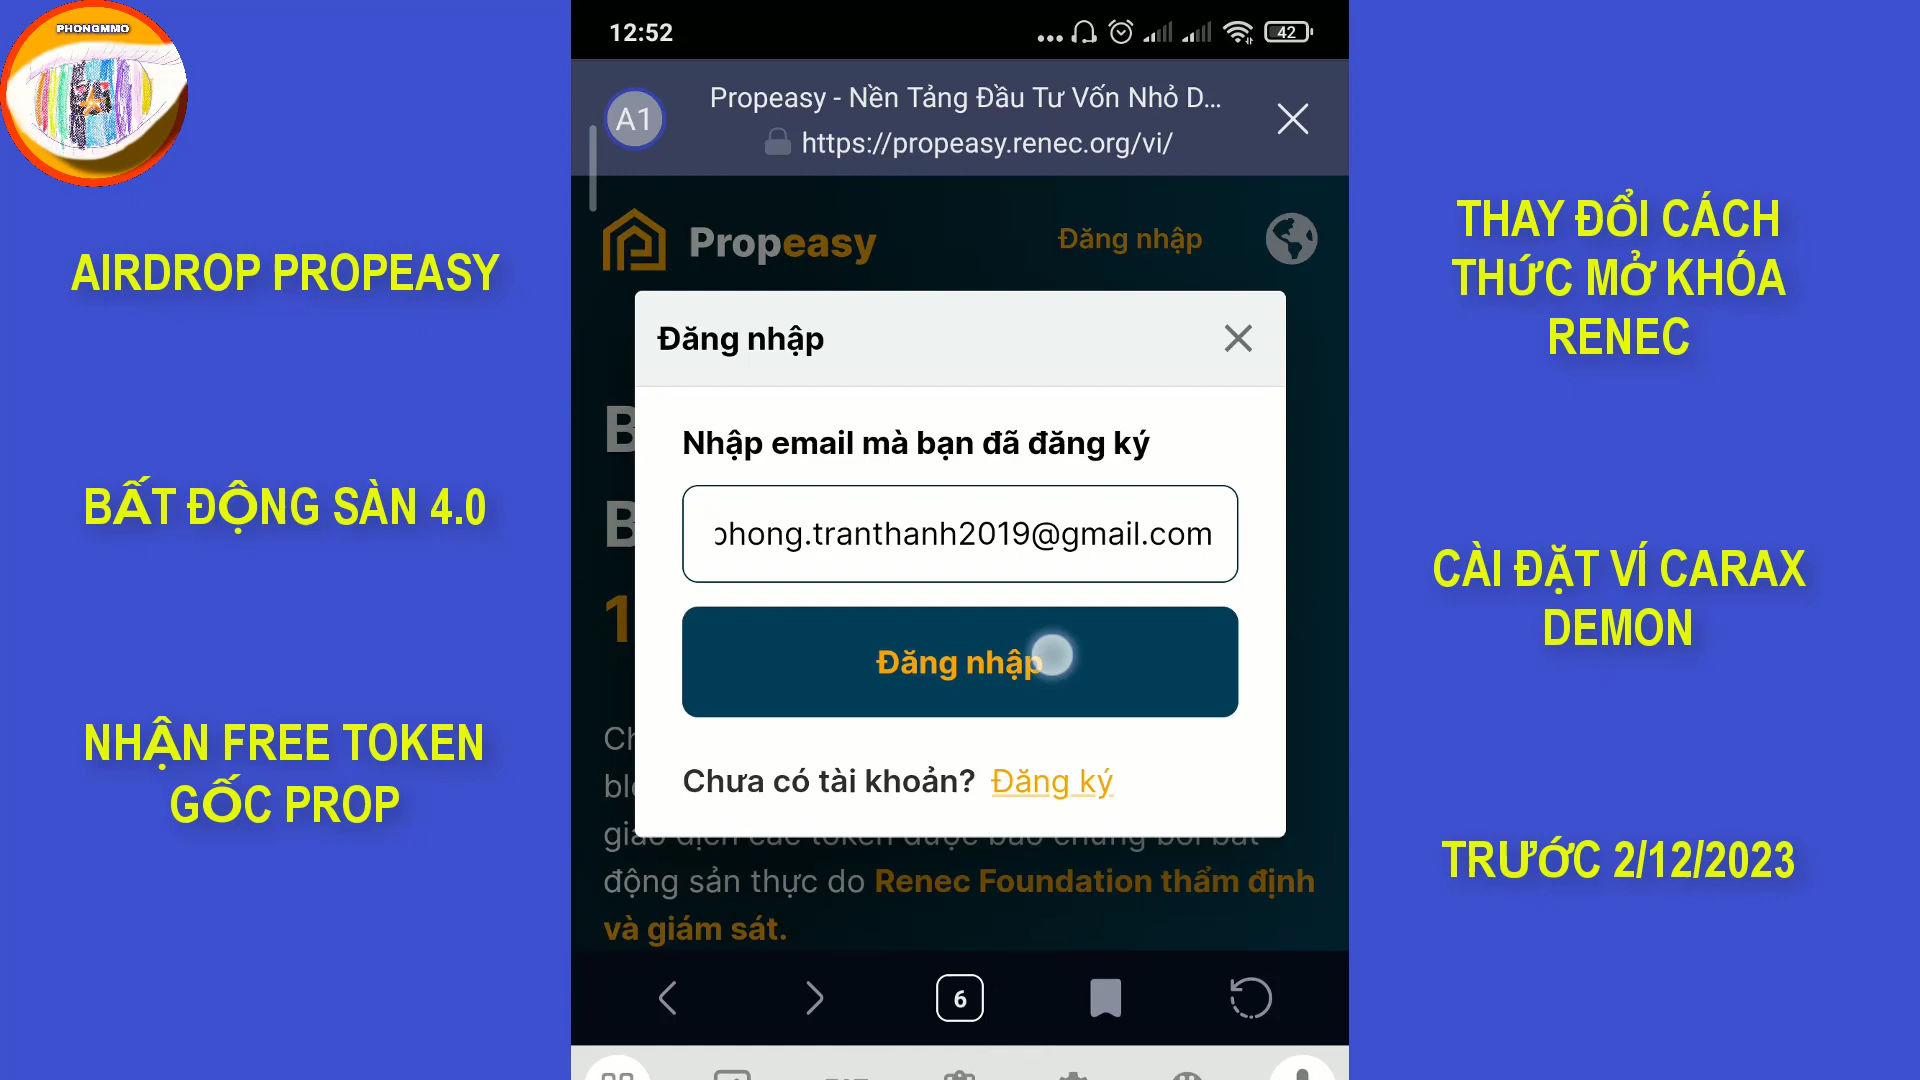 PHONGMMO
AIRDROP PROPEASY
BẤT ĐỘNG SÀN 4.0
NHẬN FREE TOKEN
GỐC PROP
12:52
42
A1
Propeasy - Nền Tảng Đầu Tư Vốn Nhỏ D...
https://propeasy.renec.org/vi/
Propeasy
Đăng nhập
Đăng nhập
Nhập email mà bạn đã đăng ký
phong.tranthanh2019@gmail.com
Đăng nhập
Chưa có tài khoản? Đăng ký
động sản thực do Renec Foundation thẩm định
và giám sát.
6
THAY ĐỔI CÁCH
THỨC MỞ KHÓA
RENEC
CÀI ĐẶT VÍ CARAX
DEMON
TRƯỚC 2/12/2023